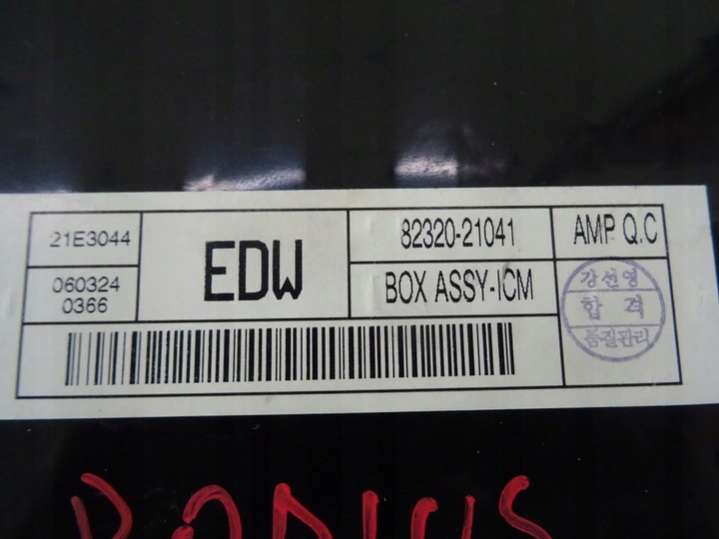 21E3044
060324
0366
EDW
82320-21041
BOX ASSY-ICM
AMP Q.C
강선영
합 격
품질관리
RODIUS